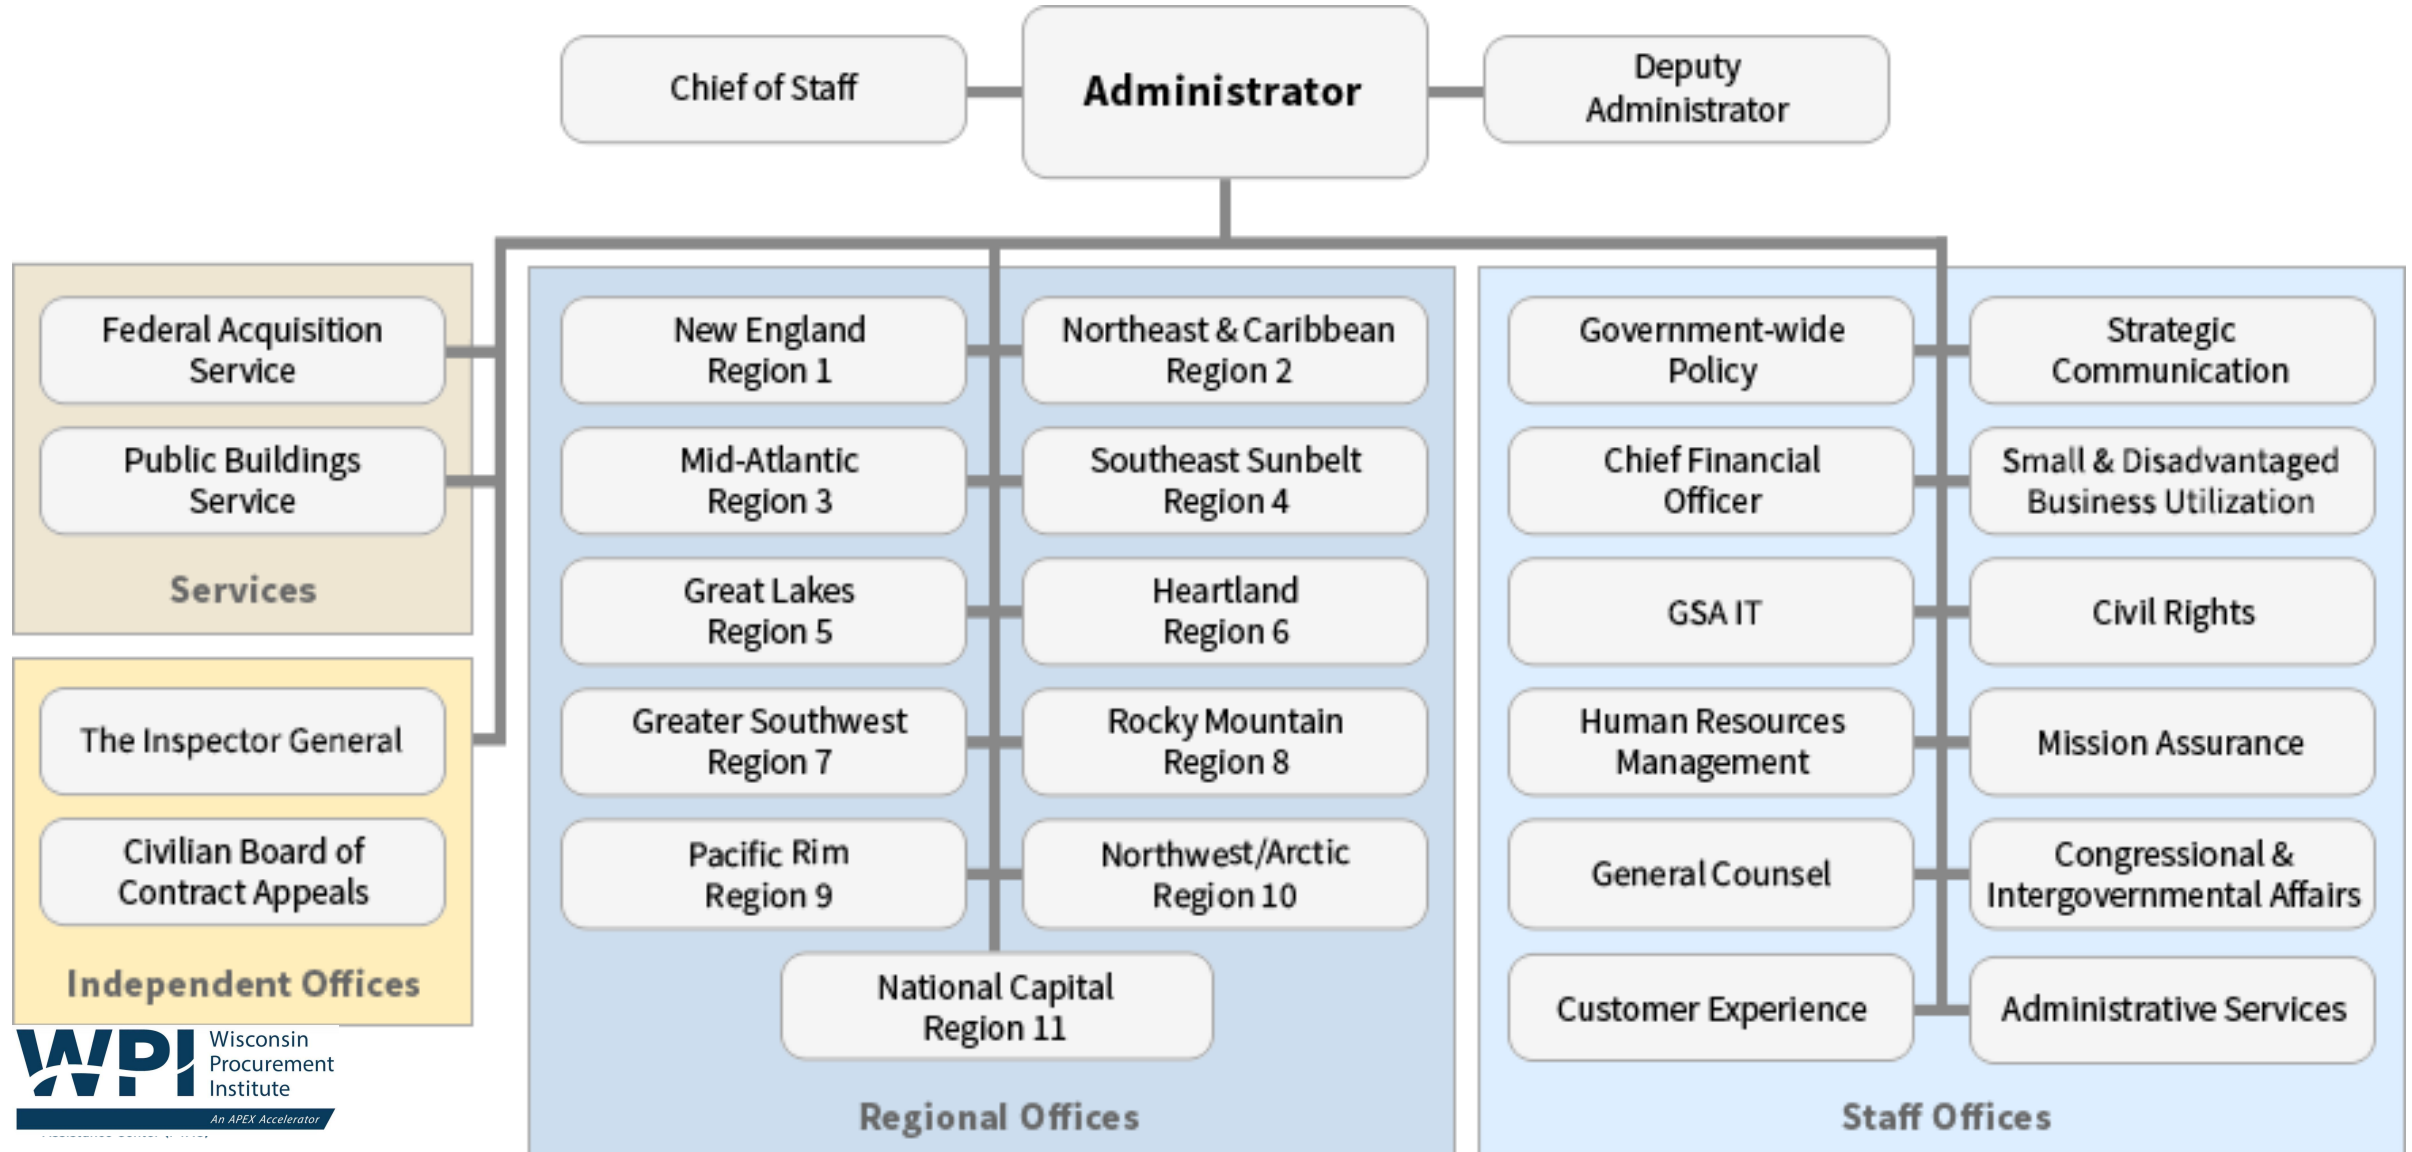 Chief of Staff
Administrator
Deputy
Administrator
Federal Acquisition
Service
Public Buildings
Service
Services
The Inspector General
Civilian Board of
Contract Appeals
Independent Offices
New England
Region 1
Northeast & Caribbean
Region 2
Mid-Atlantic
Region 3
Southeast Sunbelt
Region 4
Great Lakes
Region 5
Heartland
Region 6
Greater Southwest
Region 7
Rocky Mountain
Region 8
Pacific Rim
Region 9
Northwest/Arctic
Region 10
National Capital
Region 11
Regional Offices
Government-wide
Policy
Strategic
Communication
Chief Financial
Officer
Small & Disadvantaged
Business Utilization
GSA IT
Civil Rights
Human Resources
Management
Mission Assurance
General Counsel
Congressional &
Intergovernmental Affairs
Customer Experience
Administrative Services
Staff Offices
WPI
Wisconsin
Procurement
Institute
An APEX Accelerator